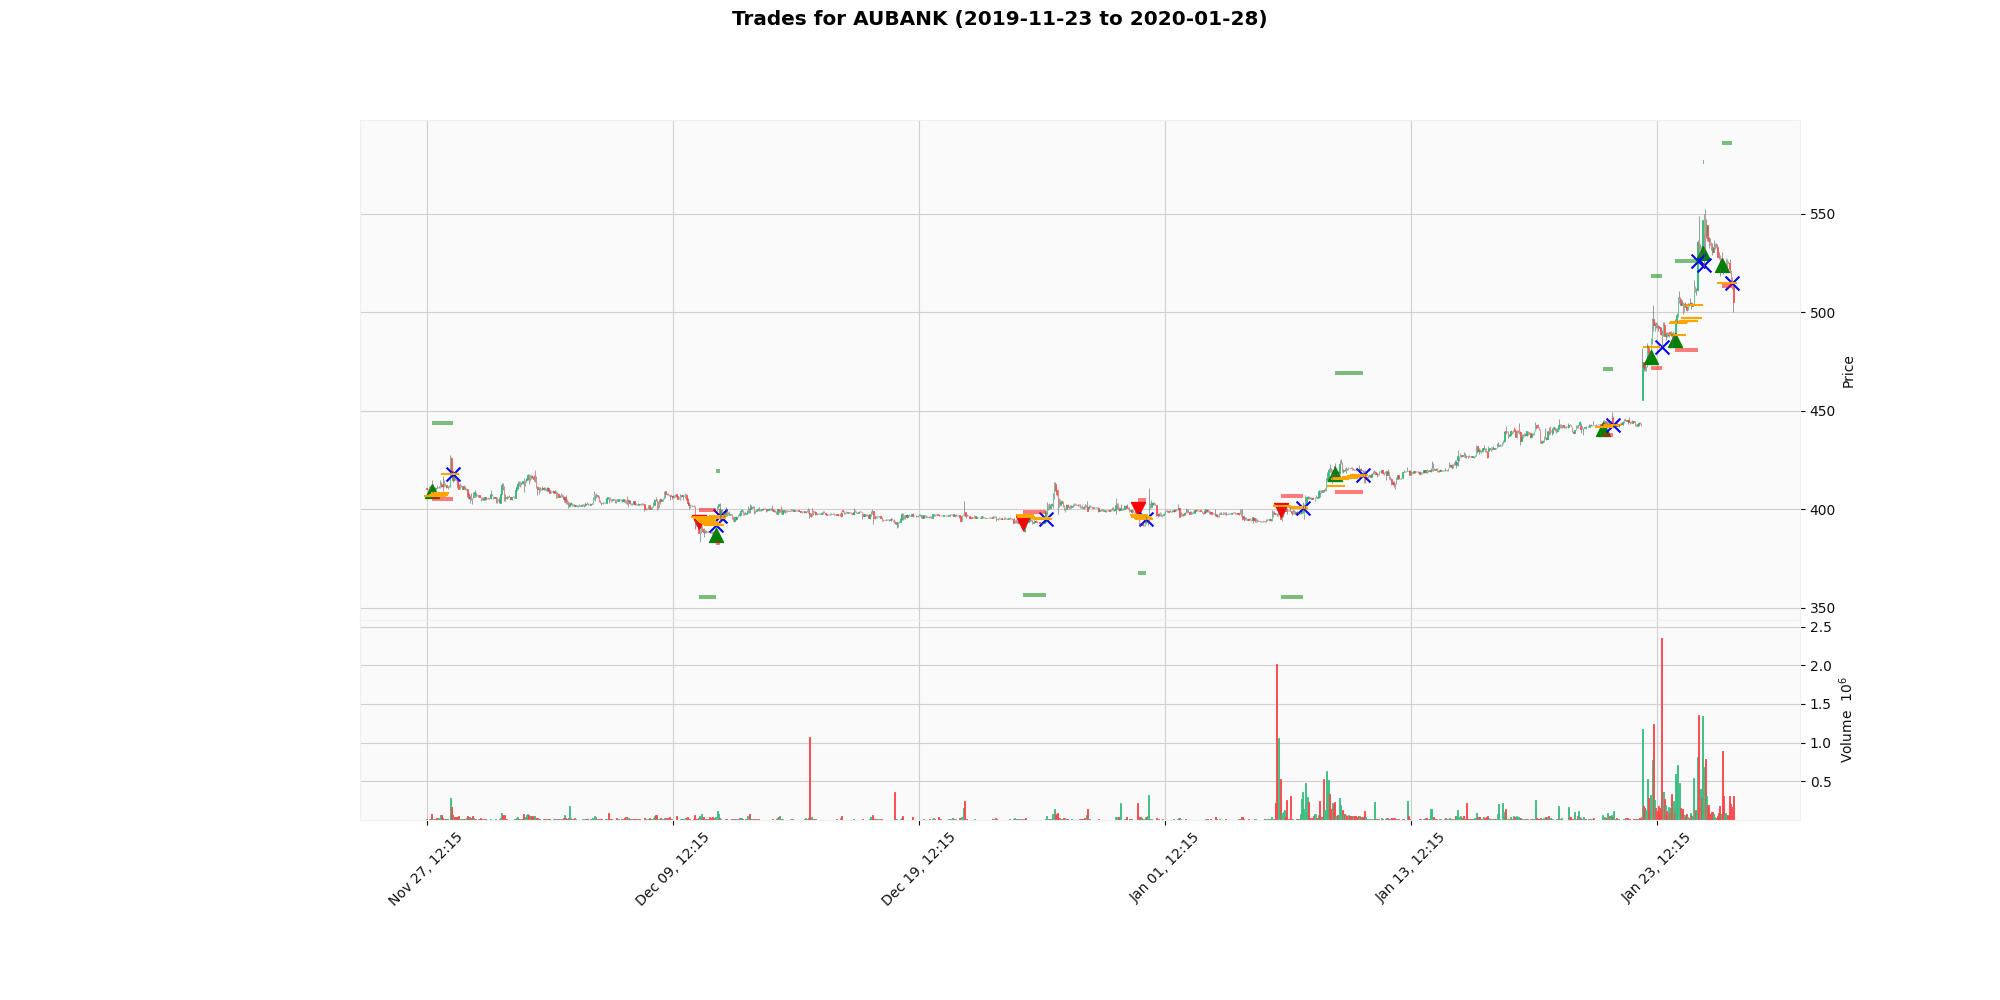 Trades for AUBANK (2019-11-23 to 2020-01-28)
550
500
450
400
350
Price
2.5
2.0
1.5
1.0
0.5
Volume 10^6
Nov 27, 12:15
Dec 09, 12:15
Dec 19, 12:15
Jan 01, 12:15
Jan 13, 12:15
Jan 23, 12:15